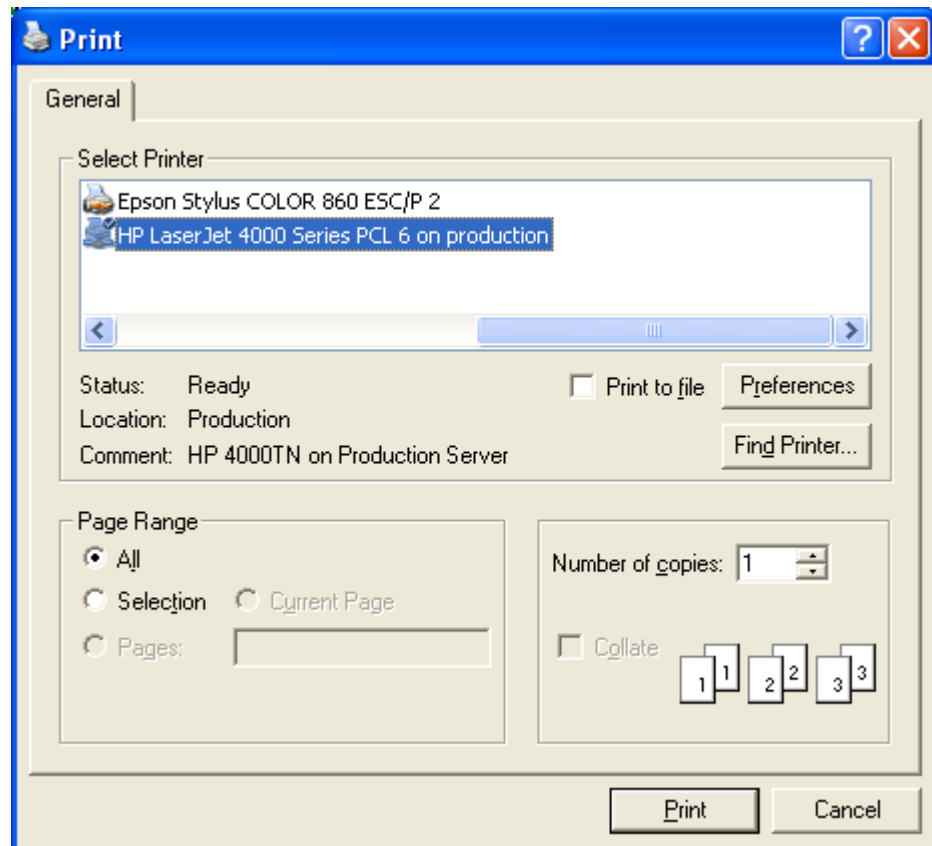 Print
General
Select Printer
Epson Stylus COLOR 860 ESC/P 2
HP LaserJet 4000 Series PCL 6 on production
Status: Ready
Print to file
Preferences
Location: Production
Comment: HP 4000TN on Production Server
Find Printer...
Page Range
All
Selection
Current Page
Pages:
Number of copies: 1
Collate
1 1 2 2 3 3
Print
Cancel